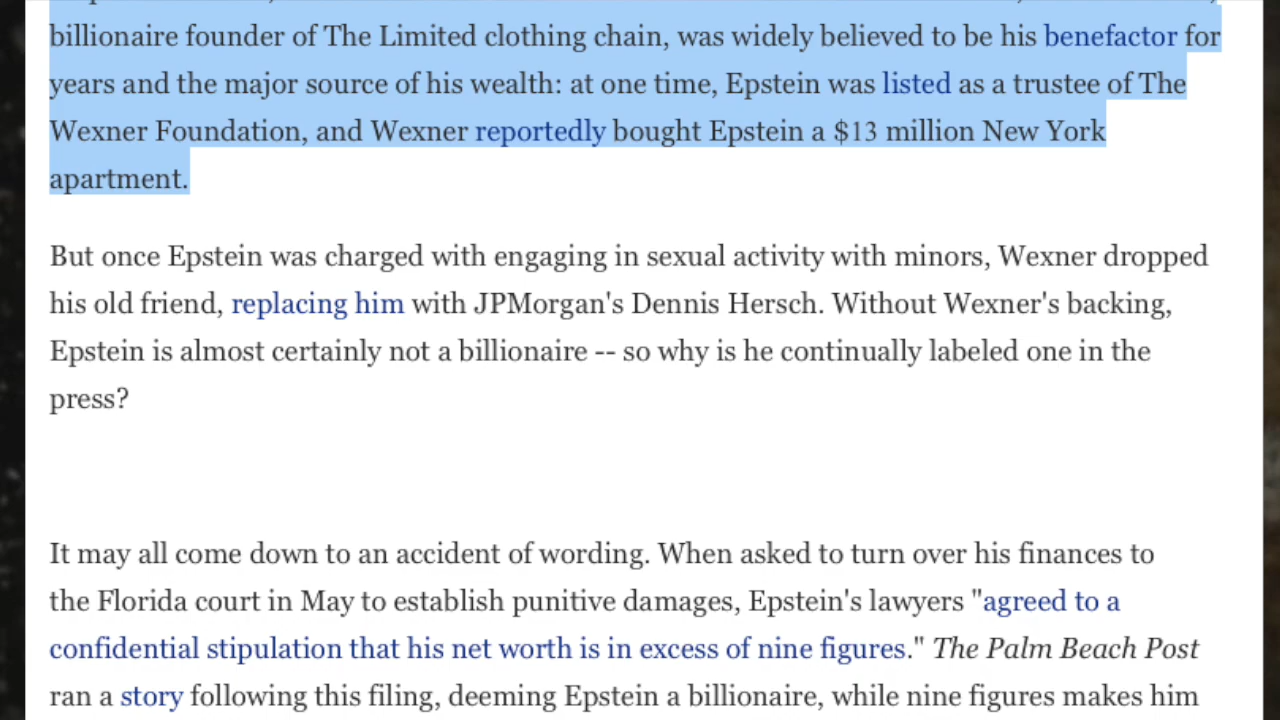 billionaire founder of The Limited clothing chain, was widely believed to be his benefactor for
years and the major source of his wealth: at one time, Epstein was listed as a trustee of The
Wexner Foundation, and Wexner reportedly bought Epstein a $13 million New York
apartment.
But once Epstein was charged with engaging in sexual activity with minors, Wexner dropped
his old friend, replacing him with JPMorgan's Dennis Hersch. Without Wexner's backing,
Epstein is almost certainly not a billionaire -- so why is he continually labeled one in the
press?
It may all come down to an accident of wording. When asked to turn over his finances to
the Florida court in May to establish punitive damages, Epstein's lawyers "agreed to a
confidential stipulation that his net worth is in excess of nine figures." The Palm Beach Post
ran a story following this filing, deeming Epstein a billionaire, while nine figures makes him